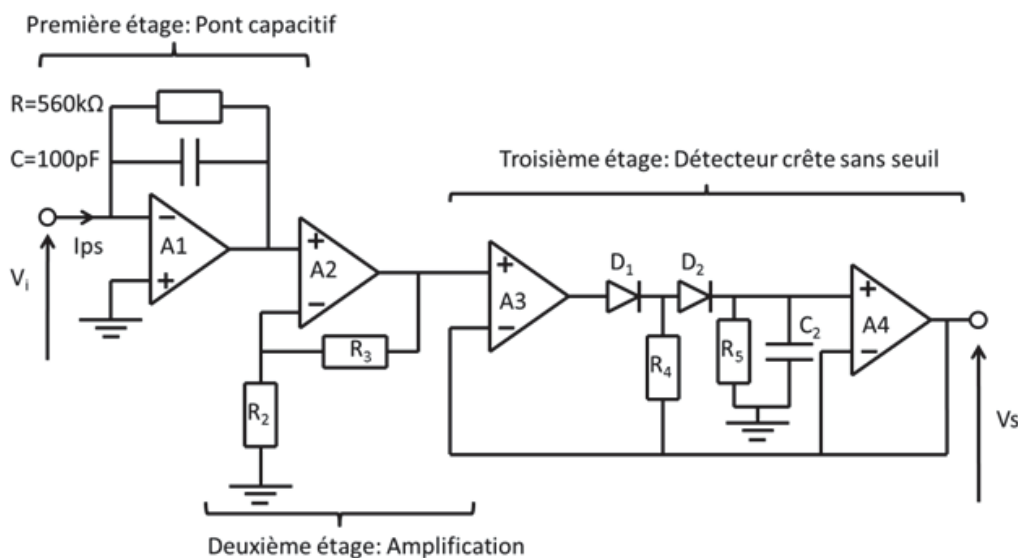 Première étage: Pont capacitif
R=560kΩ
C=100pF
Troisième étage: Détecteur crête sans seuil
Ips
A1
Vi
A2
A3
D1
D2
A4
R3
R2
R4
R5
C2
Vs
Deuxième étage: Amplification